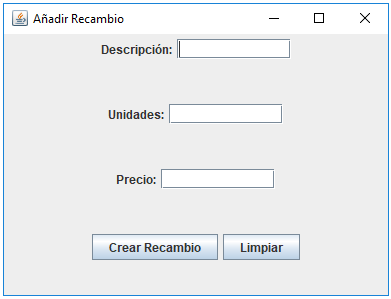 Añadir Recambio
Descripción:
Unidades:
Precio:
Crear Recambio Limpiar